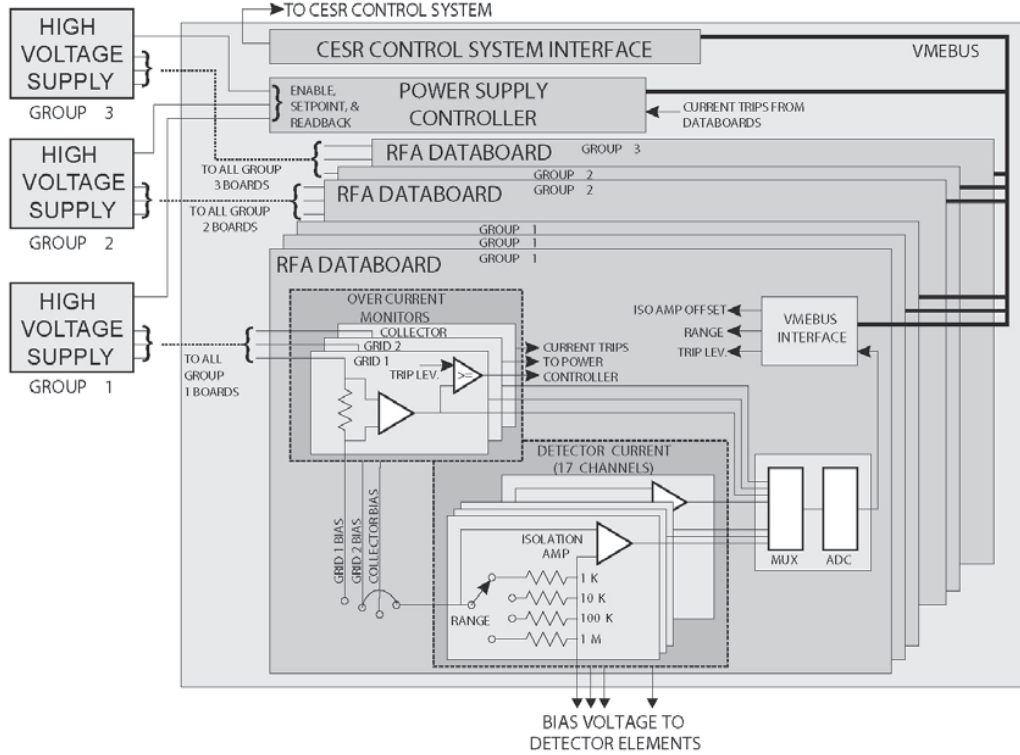 TO CESR CONTROL SYSTEM
HIGH
VOLTAGE
SUPPLY
GROUP 3
CESR CONTROL SYSTEM INTERFACE
VMEBUS
ENABLE,
SETPOINT, &
READBACK
POWER SUPPLY
CONTROLLER
CURRENT TRIPS FROM
DATABOARDS
HIGH
VOLTAGE
SUPPLY
GROUP 2
TO ALL GROUP
3 BOARDS
RFA DATABOARD GROUP 3
GROUP 2
RFA DATABOARD GROUP 2
TO ALL GROUP
2 BOARDS
GROUP 1
GROUP 1
RFA DATABOARD GROUP 1
HIGH
VOLTAGE
SUPPLY
GROUP 1
TO ALL
GROUP
1 BOARDS
OVER CURRENT
MONITORS
COLLECTOR
GRID 2
GRID 1
TRIP LEV.
>=
CURRENT TRIPS
TO POWER
CONTROLLER
ISO AMP OFFSET
RANGE
TRIP LEV.
VMEBUS
INTERFACE
DETECTOR CURRENT
(17 CHANNELS)
GRID 1 BIAS
GRID 2 BIAS
COLLECTOR BIAS
ISOLATION
AMP
MUX
ADC
RANGE
1 K
10 K
100 K
1 M
BIAS VOLTAGE TO
DETECTOR ELEMENTS